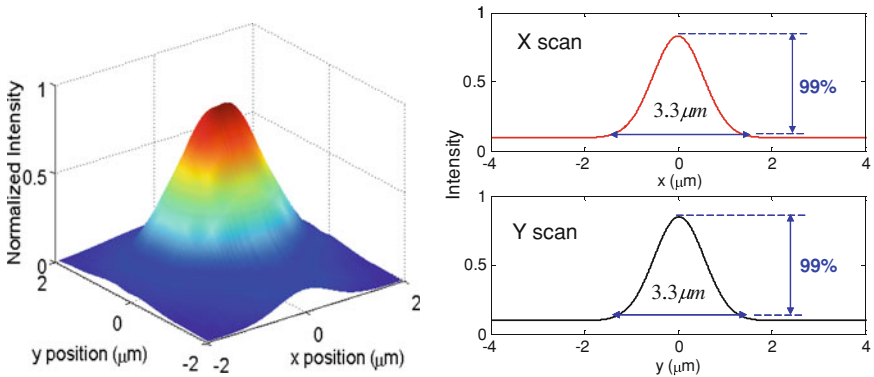 Normalized Intensity
1
0.5
0
2
0
-2
y position (μm)
-2
0
2
x position (μm)
Intensity
1
0.5
0
X scan
99%
3.3μm
-4 -2 0 2 4
x (μm)
1
0.5
0
Y scan
99%
3.3μm
-4 -2 0 2 4
y (μm)